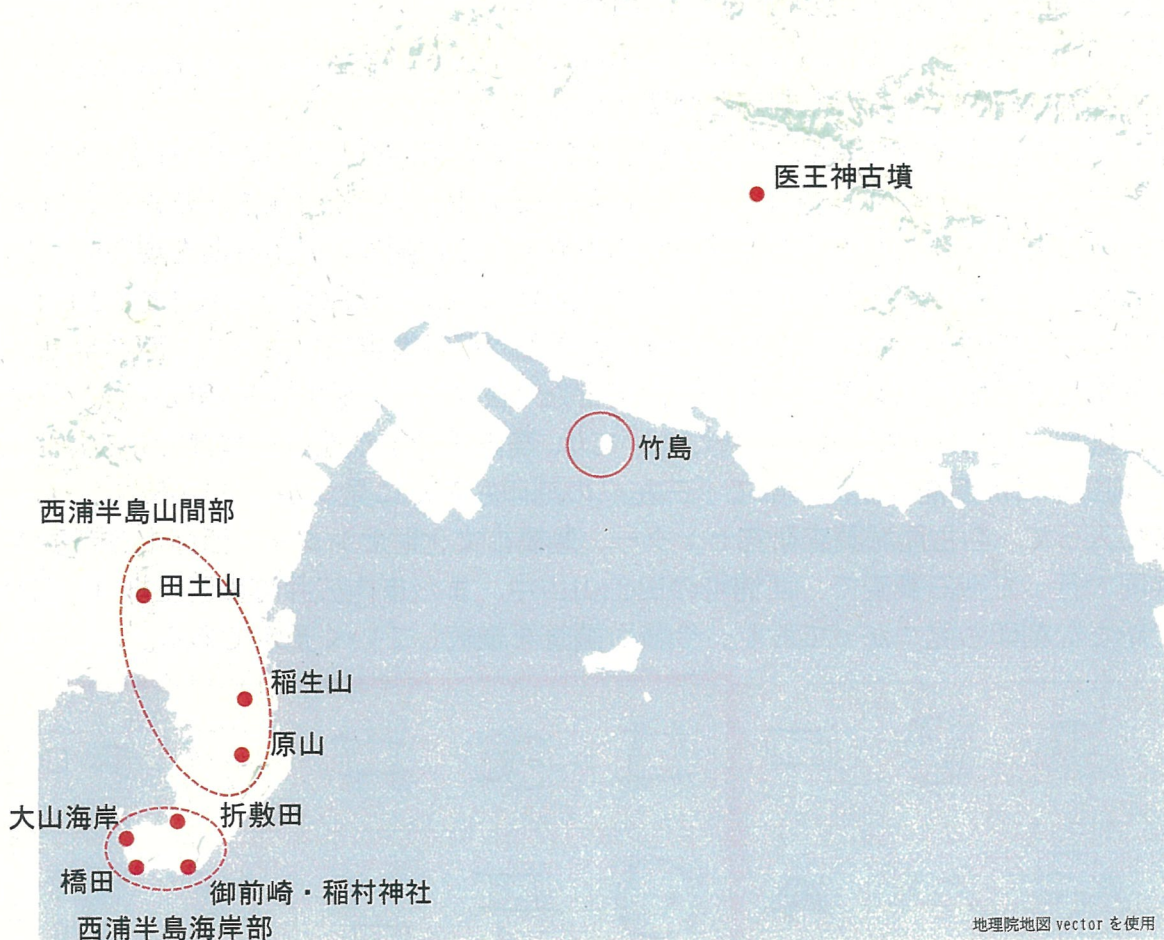 医王神古墳
竹島
西浦半島山間部
田土山
稲生山
原山
大山海岸
折敷田
橋田
御前崎・稲村神社
西浦半島海岸部
地理院地図 vector を使用